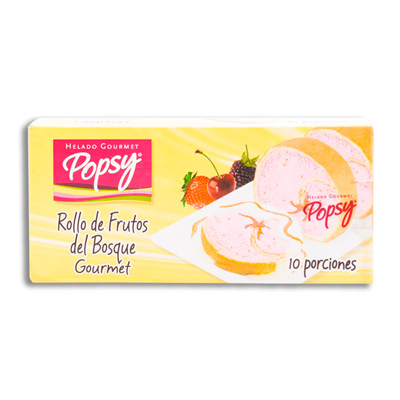 HELADO GOURMET
Popsy
Rollo de Frutos
del Bosque
Gourmet
HELADO GOURMET
Popsy
10 porciones